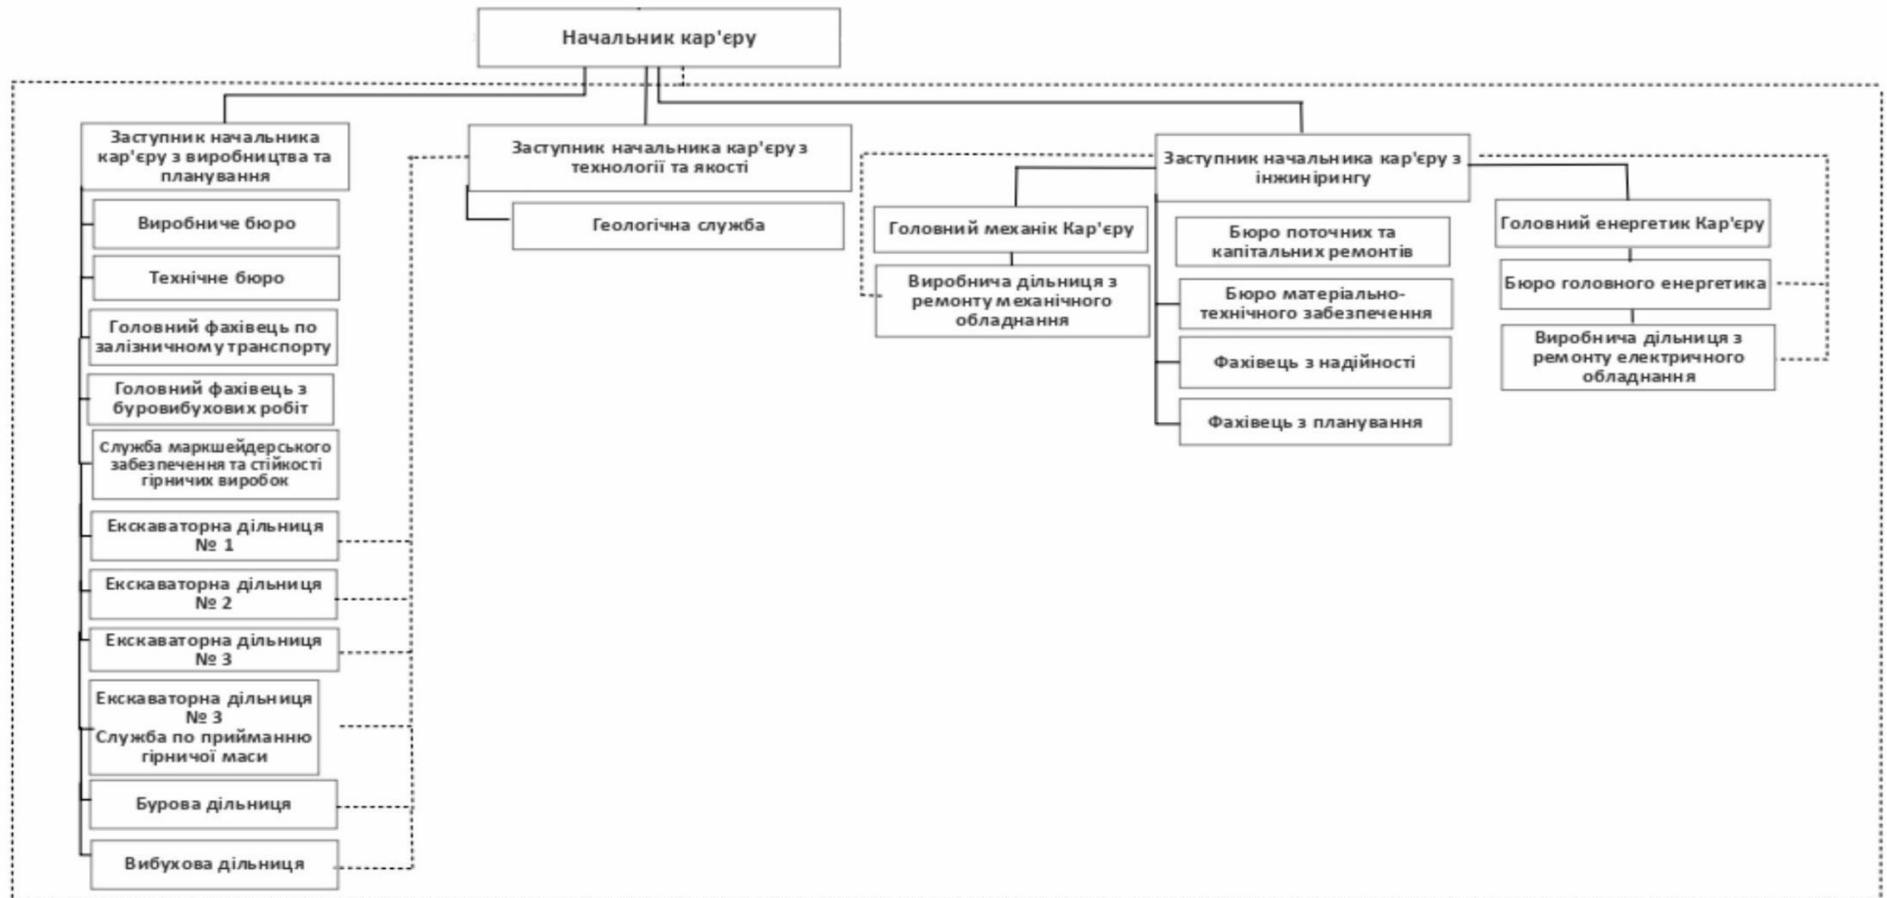 Начальник кар'єру
Заступник начальника
кар'єру з виробництва та
планування
Виробниче бюро
Технічне бюро
Головний фахівець по
залізничному транспорту
Головний фахівець з
буровибухових робіт
Служба маркшейдерського
забезпечення та стійкості
гірничих виробок
Екскаваторна дільниця
№ 1
Екскаваторна дільниця
№ 2
Екскаваторна дільниця
№ 3
Екскаваторна дільниця
№ 3
Служба по прийманню
гірничої маси
Бурова дільниця
Вибухова дільниця
Заступник начальника кар'єру з
технології та якості
Геологічна служба
Заступник начальника кар'єру з
інжинірингу
Головний механік Кар'єру
Виробнича дільниця з
ремонту механічного
обладнання
Бюро поточних та
капітальних ремонтів
Бюро матеріально-
технічного забезпечення
Фахівець з надійності
Фахівець з планування
Головний енергетик Кар'єру
Бюро головного енергетика
Виробнича дільниця з
ремонту електричного
обладнання